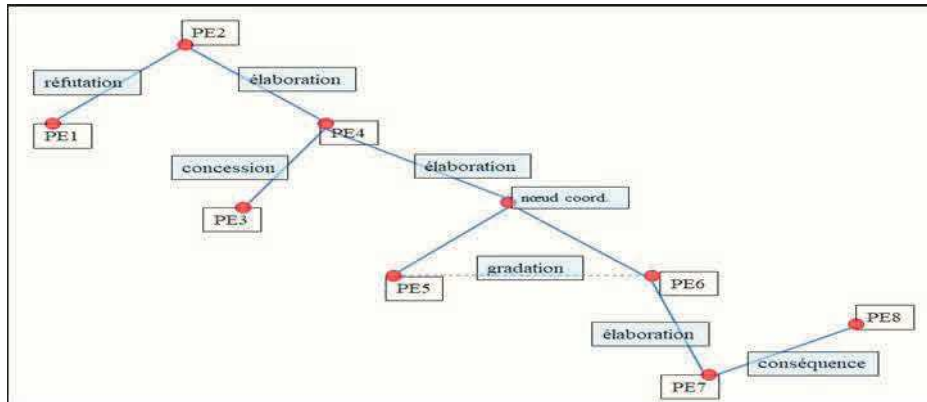 PE2
réfutation
élaboration
PE1
PE4
concession
élaboration
nœud coord.
PE3
gradation
PE5
PE6
PE8
élaboration
conséquence
PE7